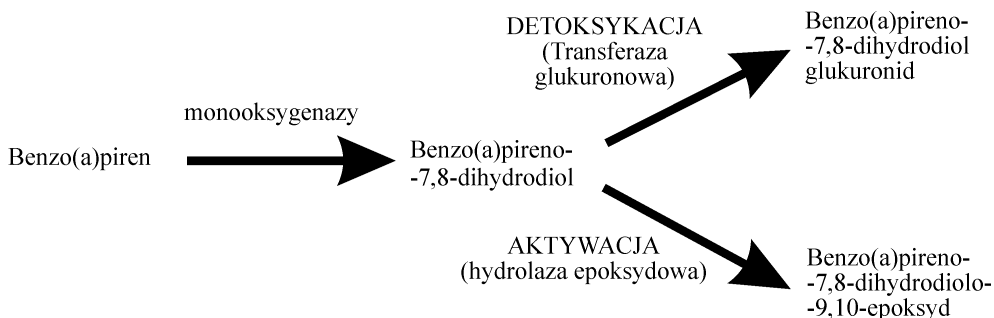 Benzo(a)piren
monooksygenazy
Benzo(a)pireno-
-7,8-dihydrodiol
DETOKSYKACJA
(Transferaza
glukuronowa)
Benzo(a)pireno-
-7,8-dihydrodiol
glukuronid
AKTYWACJA
(hydrolaza epoksydowa)
Benzo(a)pireno-
-7,8-dihydrodiolo-
-9,10-epoksyd